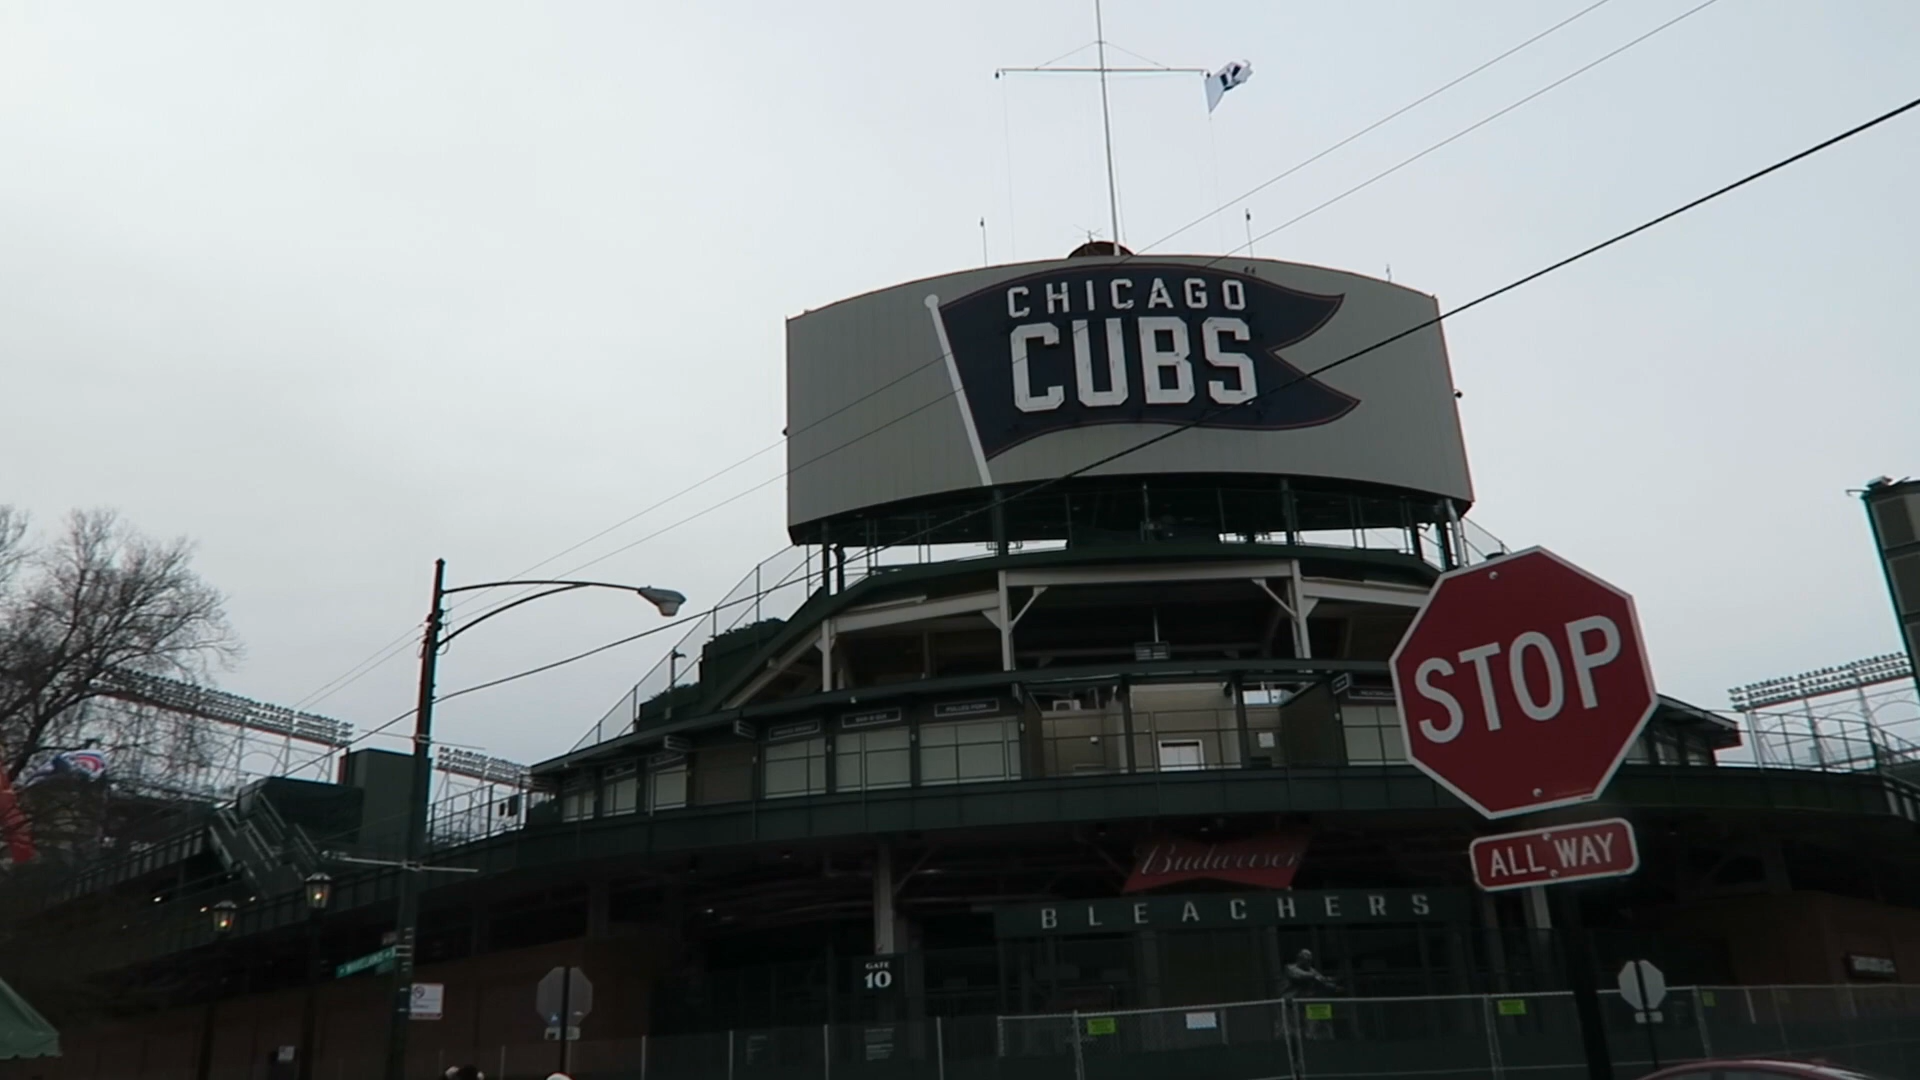 CHICAGO
CUBS
STOP
ALL WAY
Budweiser
BLEACHERS
GATE
10